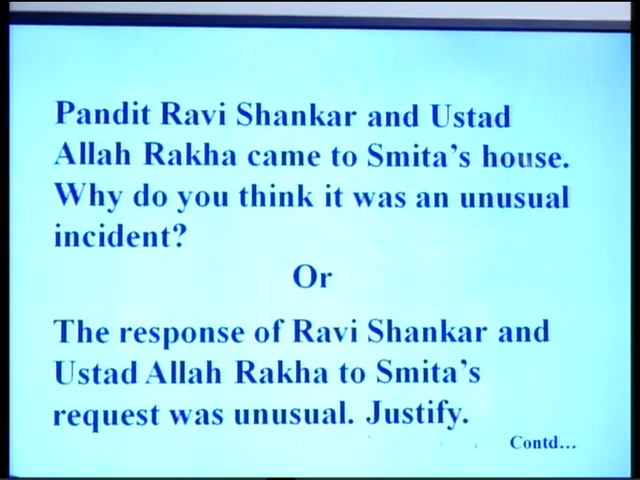 Pandit Ravi Shankar and Ustad
Allah Rakha came to Smita's house.
Why do you think it was an unusual
incident?
Or
The response of Ravi Shankar and
Ustad Allah Rakha to Smita's
request was unusual. Justify.
Contd...